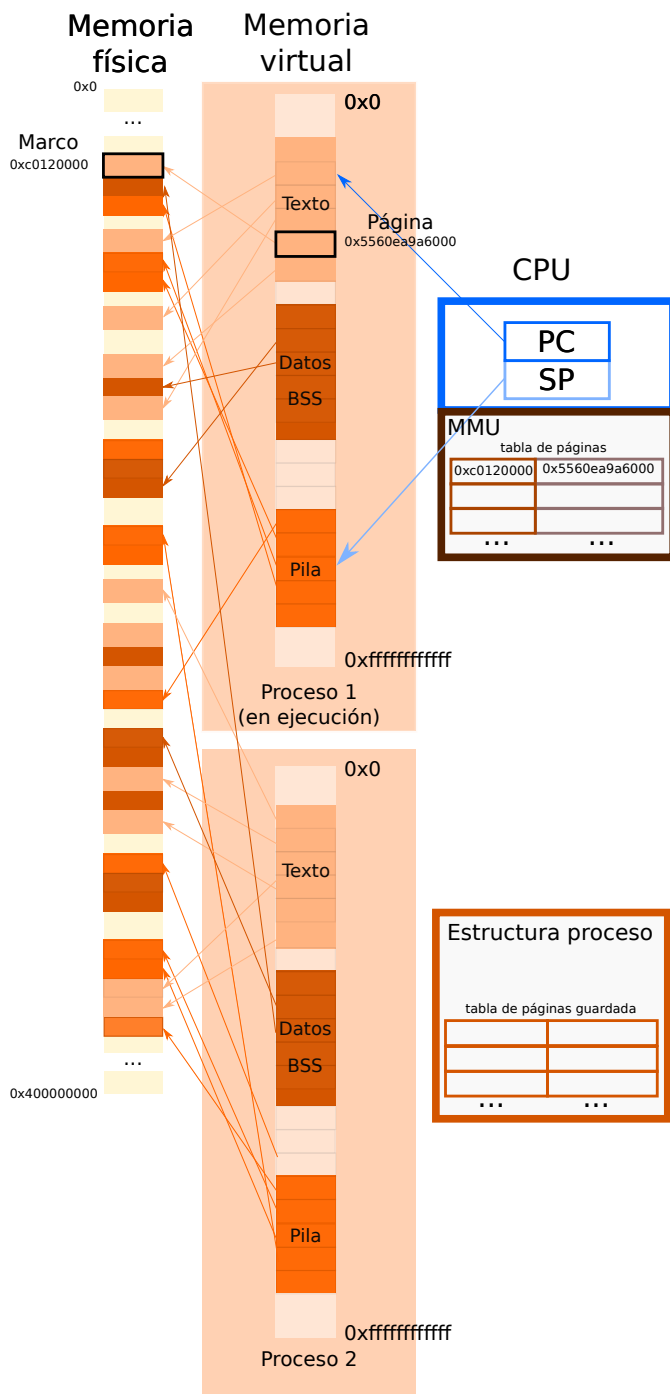 Memoria
física
Memoria
virtual
0x0
...
Marco
0xc0120000
...
0x400000000
0x0
Texto
Página
0x5560ea9a6000
Datos
BSS
Pila
0xffffffffffff
Proceso 1
(en ejecución)
CPU
PC
SP
MMU
tabla de páginas
0xc0120000 0x5560ea9a6000
... ...
0x0
Texto
Datos
BSS
Pila
0xffffffffffff
Proceso 2
Estructura proceso
tabla de páginas guardada
... ...